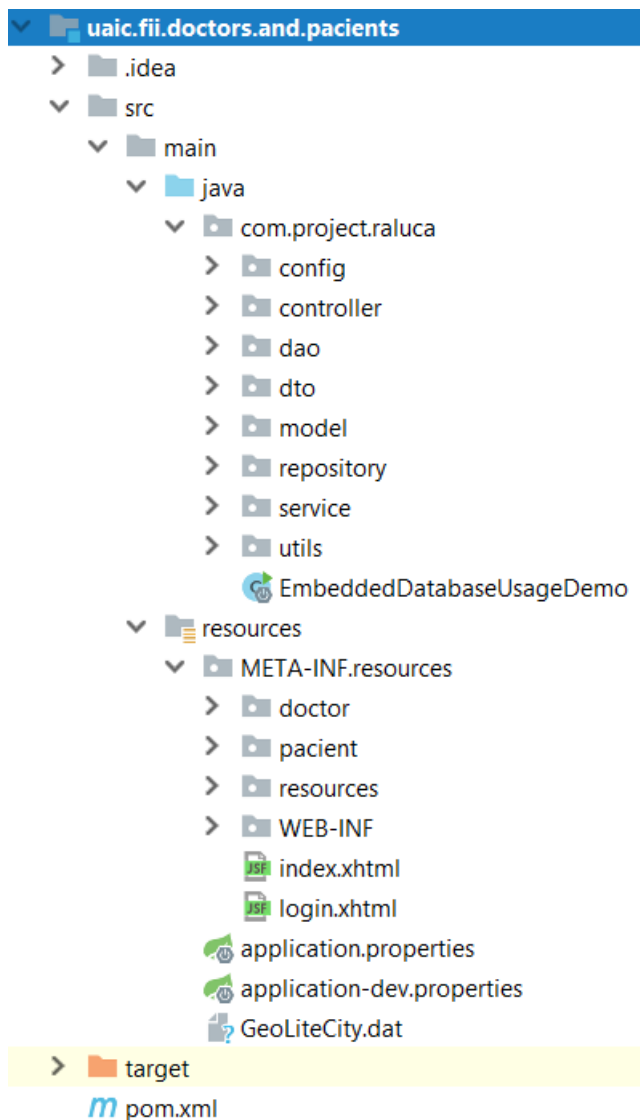 uaic.fii.doctors.and.pacients
.idea
src
main
java
com.project.raluca
config
controller
dao
dto
model
repository
service
utils
EmbeddedDatabaseUsageDemo
resources
META-INF.resources
doctor
pacient
resources
WEB-INF
JSF index.xhtml
JSF login.xhtml
application.properties
application-dev.properties
GeoLiteCity.dat
target
m pom.xml